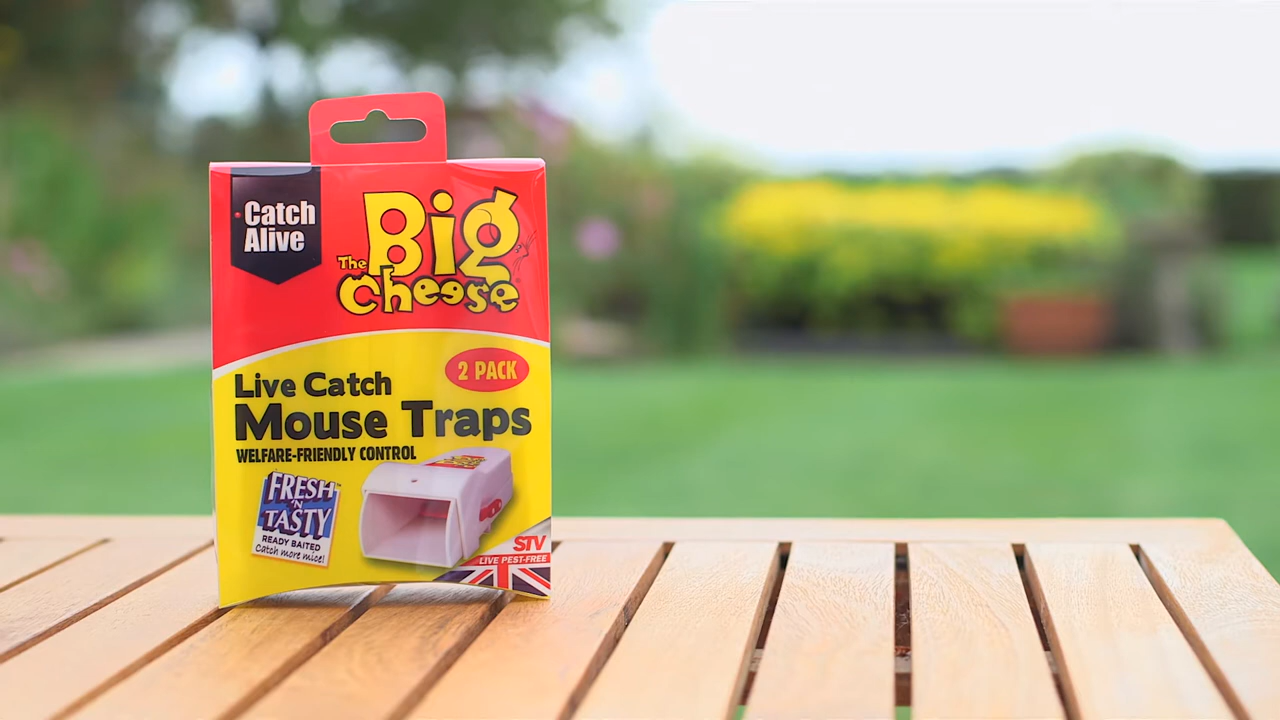 Catch
Alive
The Big
Cheese
2 PACK
Live Catch
Mouse Traps
WELFARE-FRIENDLY CONTROL
FRESH
'N
TASTY
READY BAITED
Catch more mice!
STV
LIVE PEST-FREE